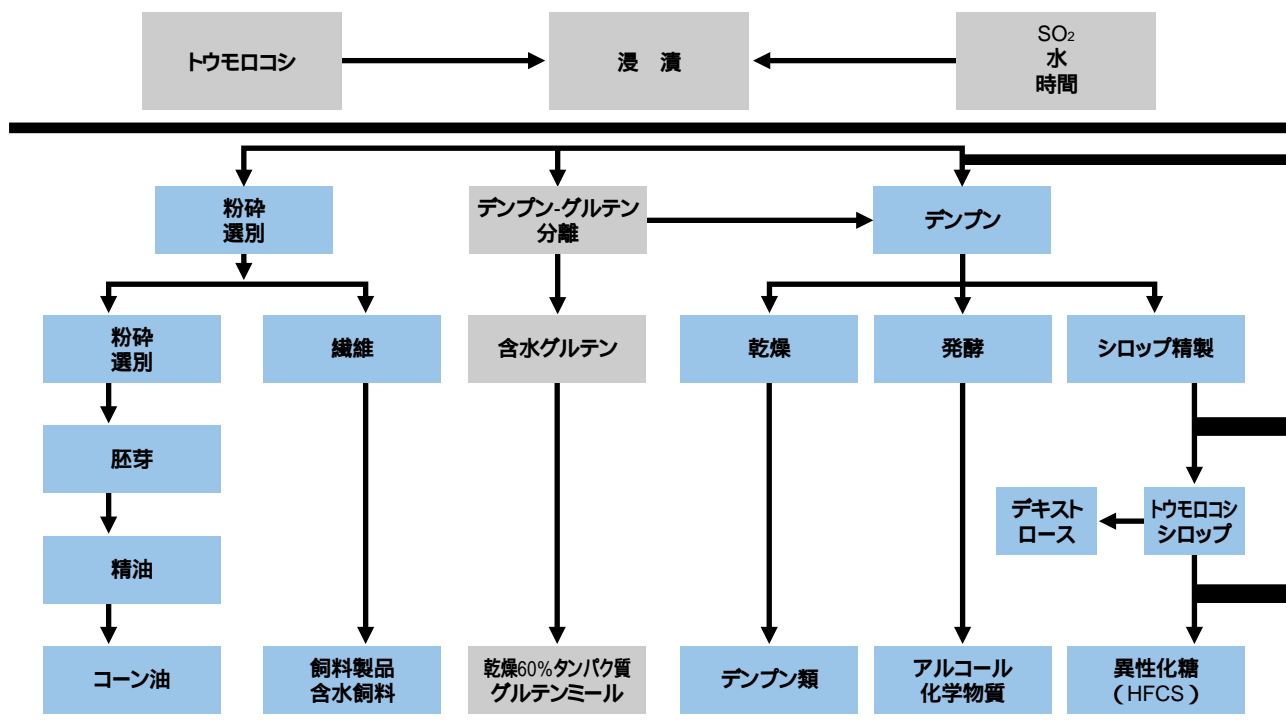 トウモロコシ
浸　漬
SO₂
水
時間
粉砕
選別
デンプン-グルテン
分離
デンプン
粉砕
選別
繊維
含水グルテン
乾燥
発酵
シロップ精製
胚芽
デキスト
ロース
トウモロコシ
シロップ
精油
コーン油
飼料製品
含水飼料
乾燥60%タンパク質
グルテンミール
デンプン類
アルコール
化学物質
異性化糖
（HFCS）